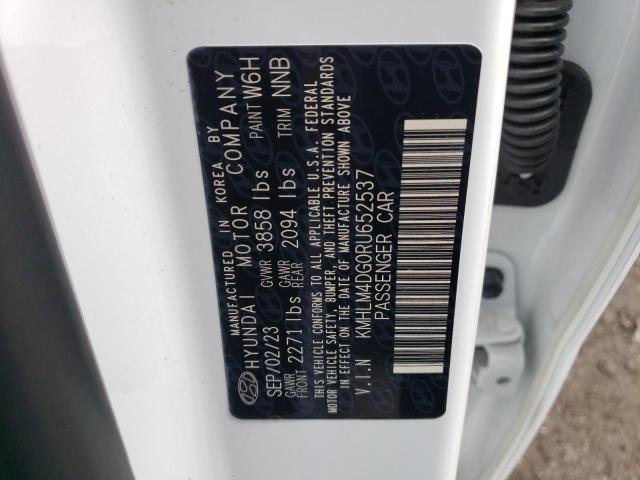 MANUFACTURED IN KOREA BY
HYUNDAI MOTOR COMPANY
SEP/02/23 GVWR 3858 lbs PAINT W6H
GAWR FRONT 2271 lbs GAWR REAR 2094 lbs TRIM NNB
THIS VEHICLE CONFORMS TO ALL APPLICABLE U.S.A. FEDERAL
MOTOR VEHICLE SAFETY, BUMPER, AND THEFT PREVENTION STANDARDS
IN EFFECT ON THE DATE OF MANUFACTURE SHOWN ABOVE
V.I.N KMHLM4DG0RU652537
PASSENGER CAR